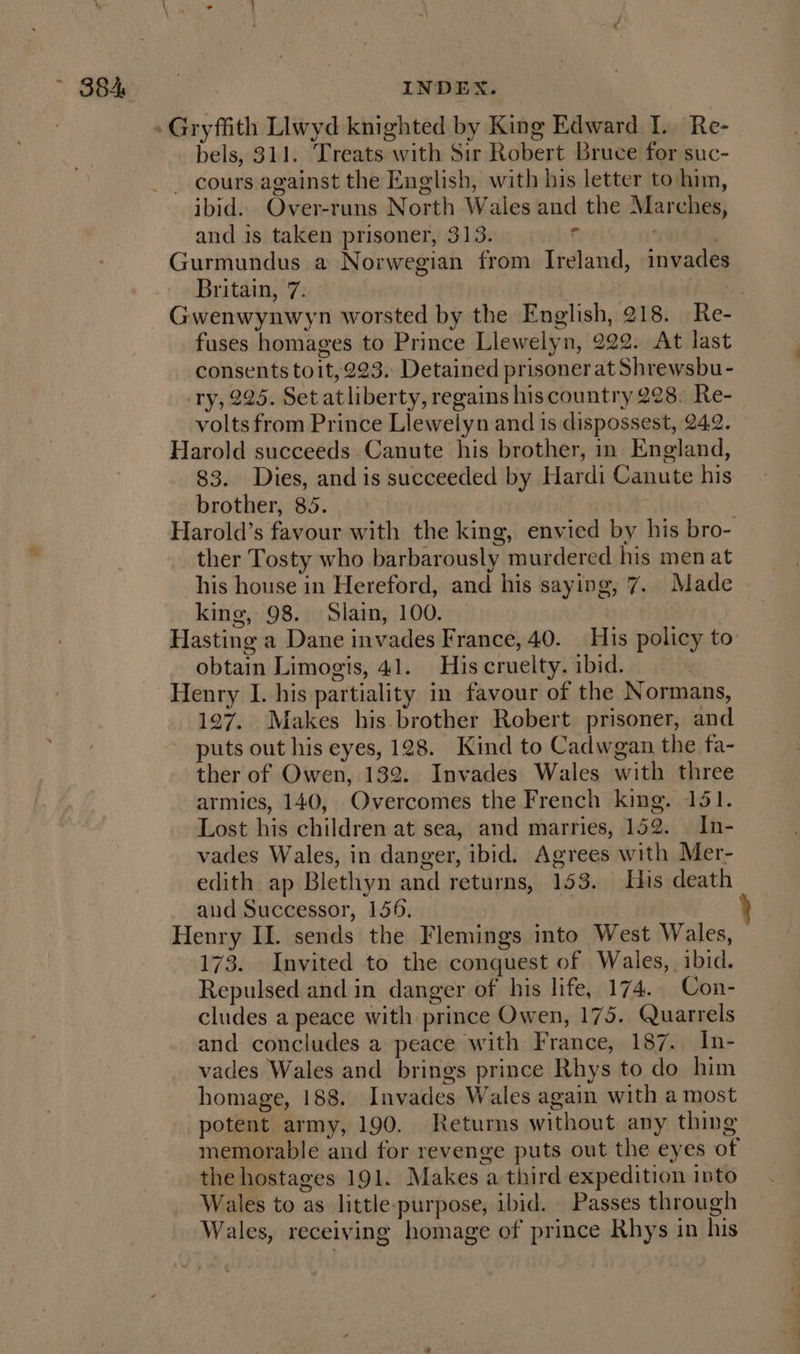 384 INDEX.
Gryffith Llwyd knighted by King Edward I. Re-
bels, 311. Treats with Sir Robert Bruce for suc-
cours against the English, with his letter to him,
ibid. Over-runs North Wales and the Marches,
and is taken prisoner, 313.
Gurmundus a Norwegian from Ireland, invades
Britain, 7.
Gwenwynwyn worsted by the English, 218. Re-
fuses homages to Prince Llewelyn, 222. At last
consents to it, 223. Detained prisoner at Shrewsbu-
ry, 225. Set at liberty, regains his country 228. Re-
volts from Prince Llewelyn and is dispossest, 242.
Harold succeeds Canute his brother, in England,
83. Dies, and is succeeded by Hardi Canute his
brother, 85.
Harold's favour with the king, envied by his bro-
ther Tosty who barbarously murdered his men at
his house in Hereford, and his saying, 7. Made
king, 98. Slain, 100.
Hasting a Dane invades France, 40. His policy to
obtain Limogis, 41. His cruelty. ibid.
Henry I. his partiality in favour of the Normans,
127. Makes his brother Robert prisoner, and
puts out his eyes, 128. Kind to Cadwgan the fa-
ther of Owen, 132. Invades Wales with three
armies, 140, Overcomes the French king. 151.
Lost his children at sea, and marries, 152. In-
vades Wales, in danger, ibid. Agrees with Mer-
edith ap Blethyn and returns, 153. His death
and Successor, 156.
Henry II. sends the Flemings into West Wales,
173. Invited to the conquest of Wales, ibid.
Repulsed and in danger of his life, 174. Con-
cludes a peace with prince Owen, 175. Quarrels
and concludes a peace with France, 187. In-
vades Wales and brings prince Rhys to do him
homage, 188. Invades Wales again with a most
potent army, 190. Returns without any thing
memorable and for revenge puts out the eyes of
the hostages 191. Makes a third expedition into
Wales to as little purpose, ibid. Passes through
Wales, receiving homage of prince Rhys in his